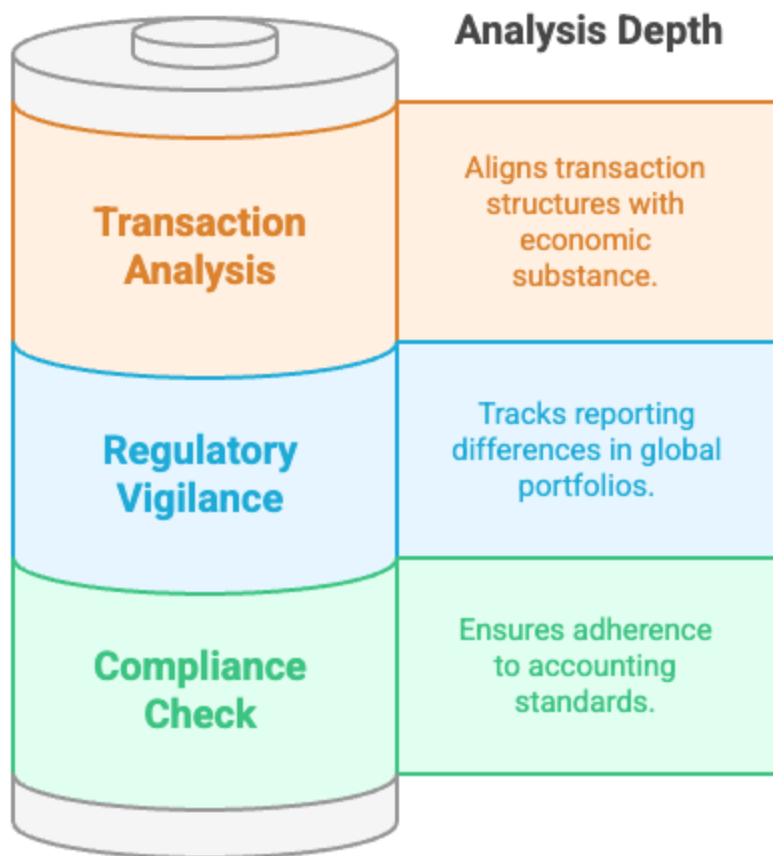 Analysis Depth
Transaction
Analysis
Aligns transaction
structures with
economic
substance.
Regulatory
Vigilance
Tracks reporting
differences in global
portfolios.
Compliance
Check
Ensures adherence
to accounting
standards.